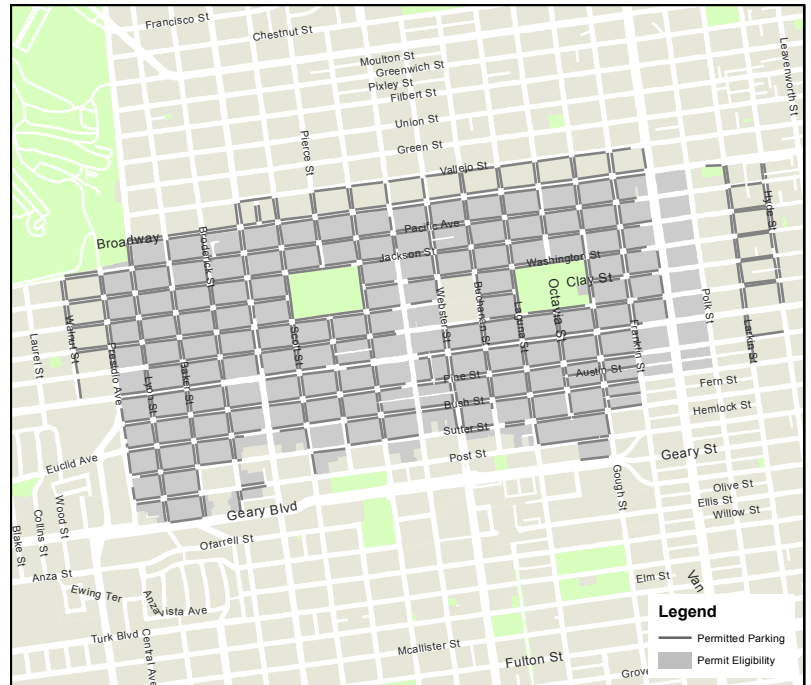 Francisco St
Chestnut St
Leavenworth St
Moulton St
Greenwich St
Pixley St
Filbert St
Union St
Pierce St
Green St
Vallejo St
Hyde St
Broadway
Broderick St
Pacific Ave
Jackson St
Washington St
Clay St
Octavia St
Webster St
Buchanan St
Laguna St
Polk St
Franklin St
Larkin St
Laurel St
Walnut St
Presidio Ave
Lyon St
Baker St
Scott St
Pine St
Austin St
Fern St
Bush St
Hemlock St
Sutter St
Post St
Geary St
Euclid Ave
Gough St
Wood St
Collins St
Blake St
Geary Blvd
Olive St
Ellis St
Willow St
Ofarrell St
Anza St
Ewing Ter
Anza
Vista Ave
Elm St
Van
Turk Blvd
Central Ave
Mcallister St
Fulton St
Grove
Legend
Permitted Parking
Permit Eligibility